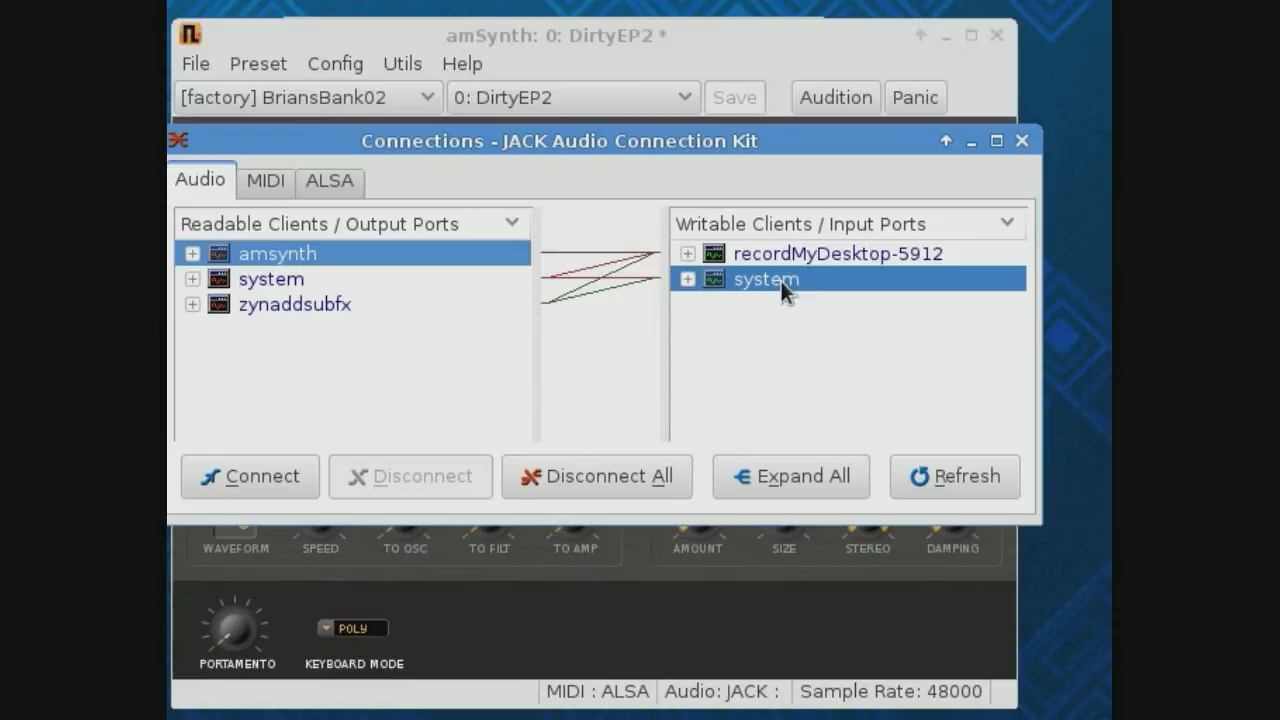 amSynth: 0: DirtyEP2 *
File Preset Config Utils Help
[factory] BriansBank02 0: DirtyEP2 Save Audition Panic
Connections - JACK Audio Connection Kit
Audio MIDI ALSA
Readable Clients / Output Ports Writable Clients / Input Ports
amsynth recordMyDesktop-5912
system system
zynaddsubfx
Connect Disconnect Disconnect All Expand All Refresh
WAVEFORM SPEED TO OSC TO FILT TO AMP AMOUNT SIZE STEREO DAMPING
POLY
PORTAMENTO KEYBOARD MODE
MIDI : ALSA Audio: JACK : Sample Rate: 48000